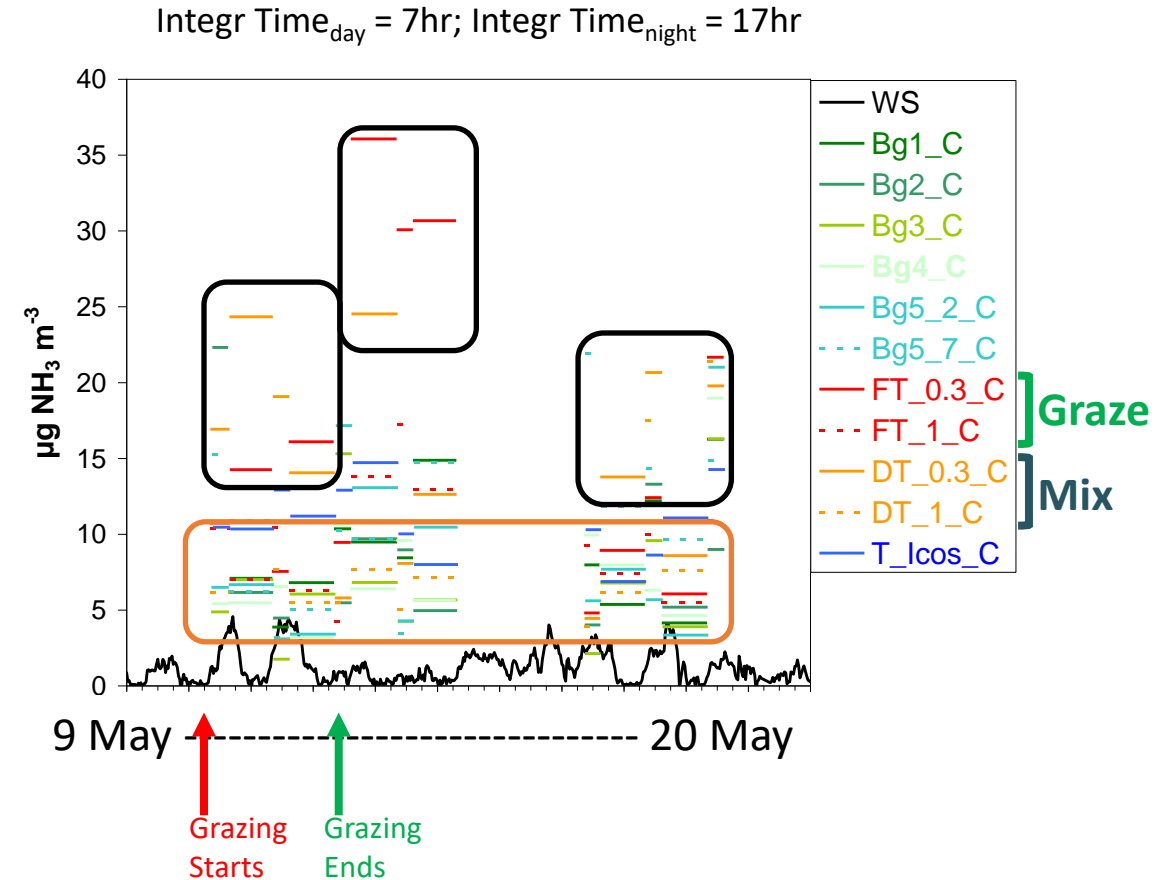 Integr Time_day = 7hr; Integr Time_night = 17hr
40
35
30
25
20
15
10
5
0
µg NH₃ m⁻³
WS
Bg1_C
Bg2_C
Bg3_C
Bg4_C
Bg5_2_C
Bg5_7_C
FT_0.3_C
FT_1_C
DT_0.3_C
DT_1_C
T_Icos_C
Graze
Mix
9 May ---------------------------- 20 May
Grazing
Starts
Grazing
Ends